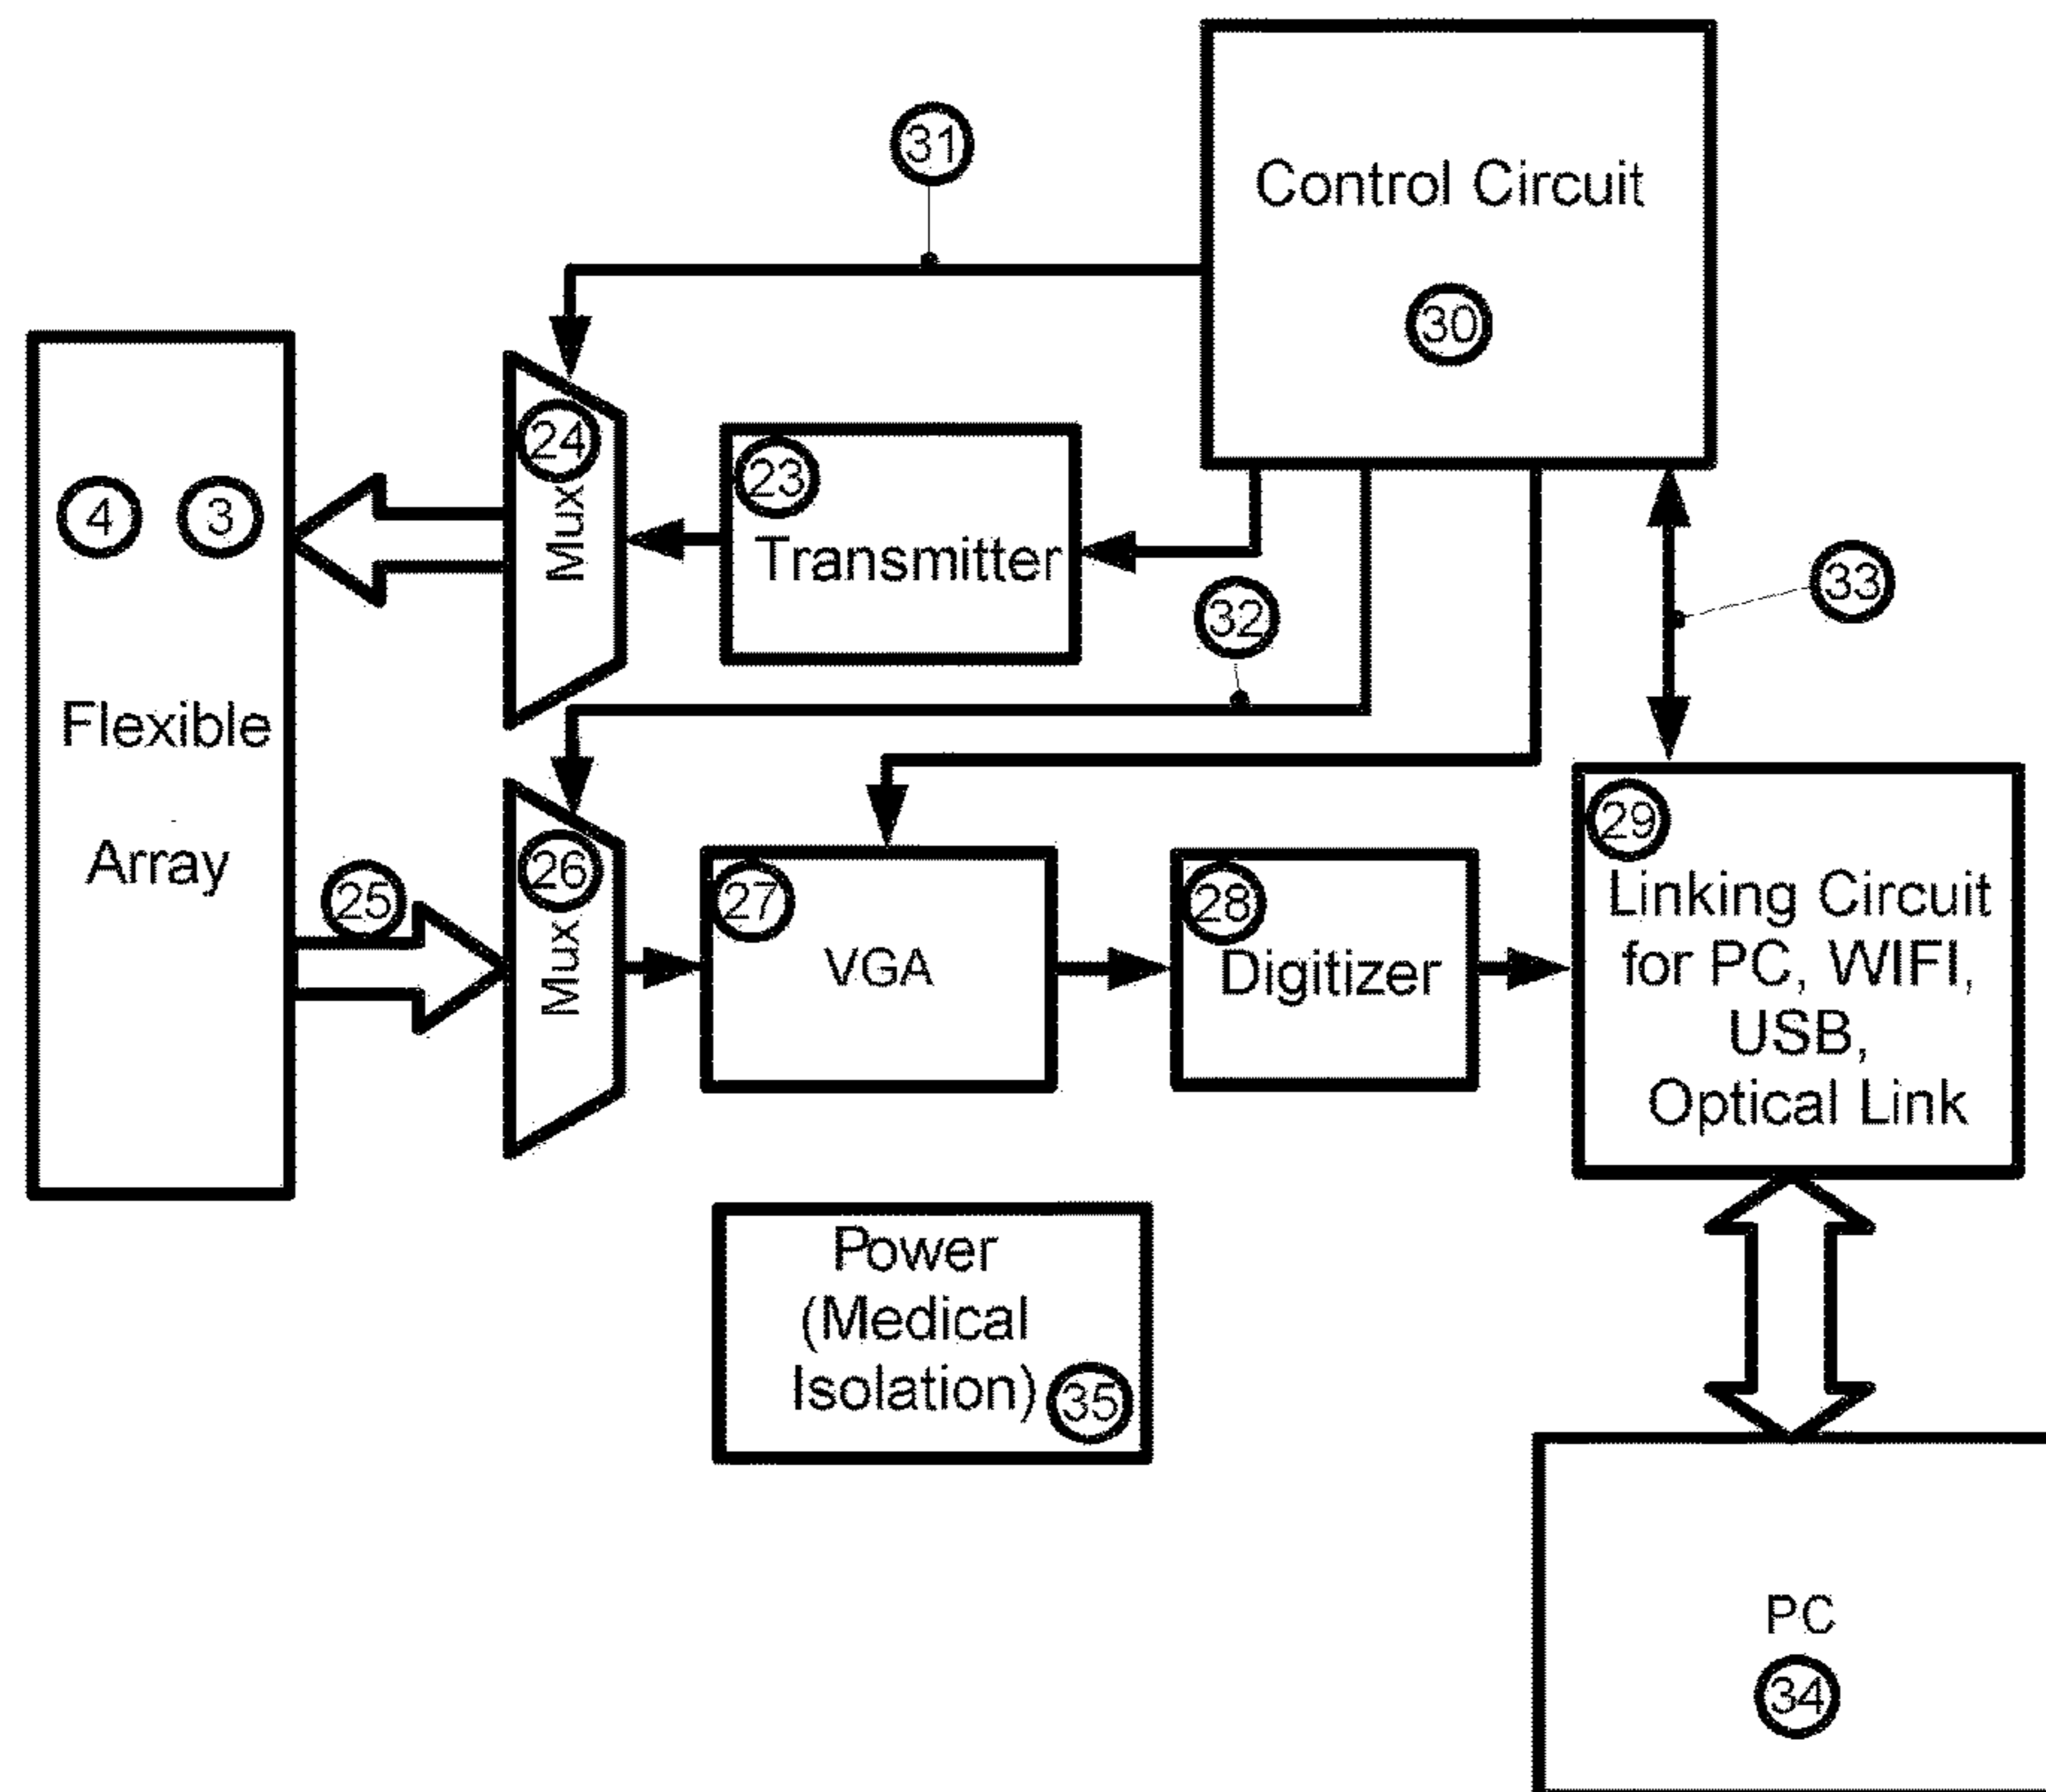 31
Control Circuit
30
24
Mux
23
Transmitter
4 3
Flexible
Array
32
33
25
26
Mux
27
VGA
28
Digitizer
29
Linking Circuit
for PC, WIFI,
USB,
Optical Link
Power
(Medical
Isolation)
35
PC
34